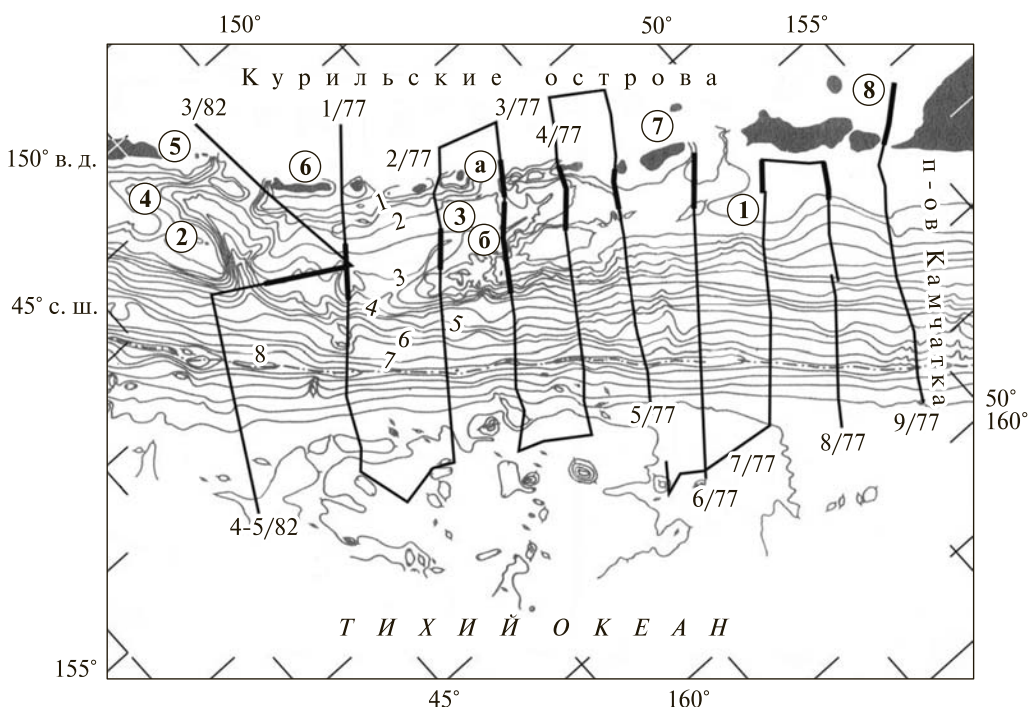 150° 50° 155°
Курильские острова
3/82 1/77 3/77 8
4/77 7
150° в. д. 5 6 2/77 а
4 1 3 1
2 2 б
3
45° с. ш. 4 5
6
8 7
п-ов Камчатка
50°
5/77 9/77 160°
8/77
7/77
6/77
4-5/82
ТИХИЙ ОКЕАН
155°
45° 160°